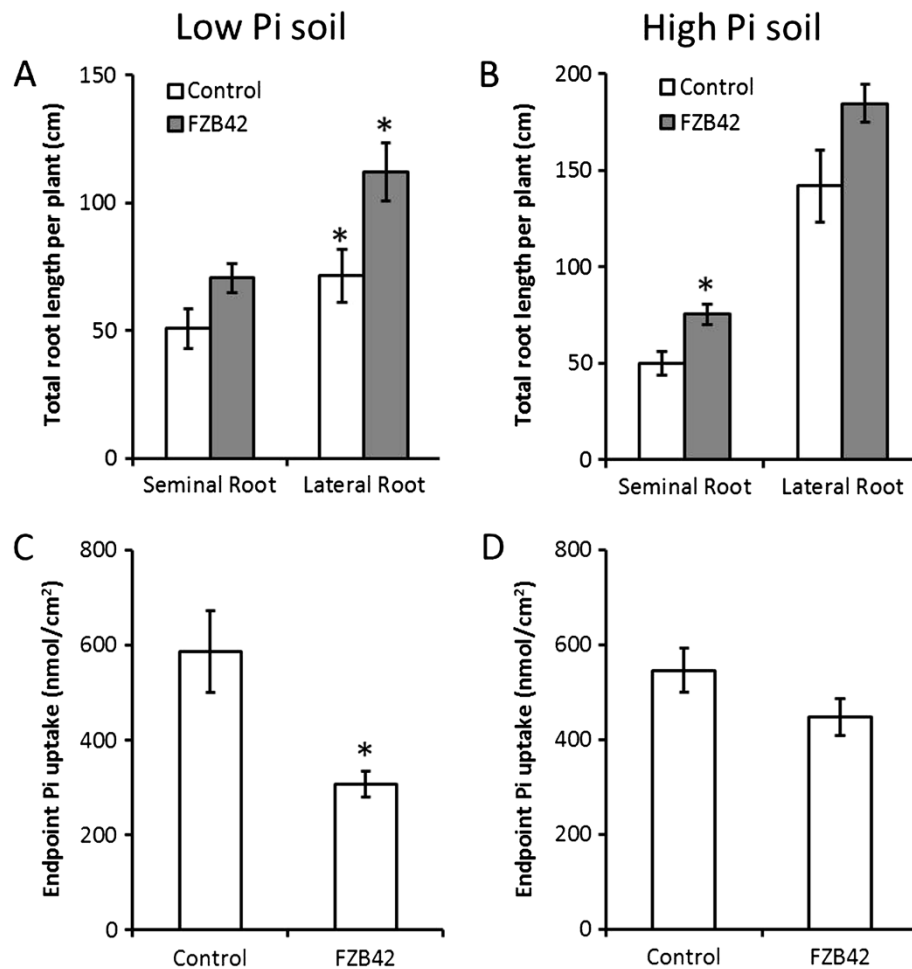 Low Pi soil
High Pi soil
A
Total root length per plant (cm)
150
100
50
0
Control
FZB42
*
*
Seminal Root
Lateral Root
B
Total root length per plant (cm)
200
150
100
50
0
Control
FZB42
*
Seminal Root
Lateral Root
C
Endpoint Pi uptake (nmol/cm²)
800
600
400
200
0
*
Control
FZB42
D
Endpoint Pi uptake (nmol/cm²)
800
600
400
200
0
Control
FZB42